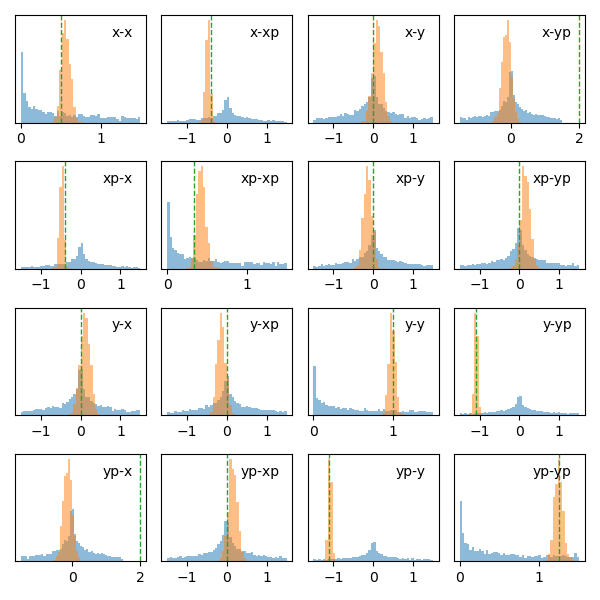 x-x x-xp x-y x-yp
0 1 −1 0 1 −1 0 1 0 2
xp-x xp-xp xp-y xp-yp
−1 0 1 0 1 −1 0 1 −1 0 1
y-x y-xp y-y y-yp
−1 0 1 −1 0 1 0 1 −1 0 1
yp-x yp-xp yp-y yp-yp
0 2 −1 0 1 −1 0 1 0 1